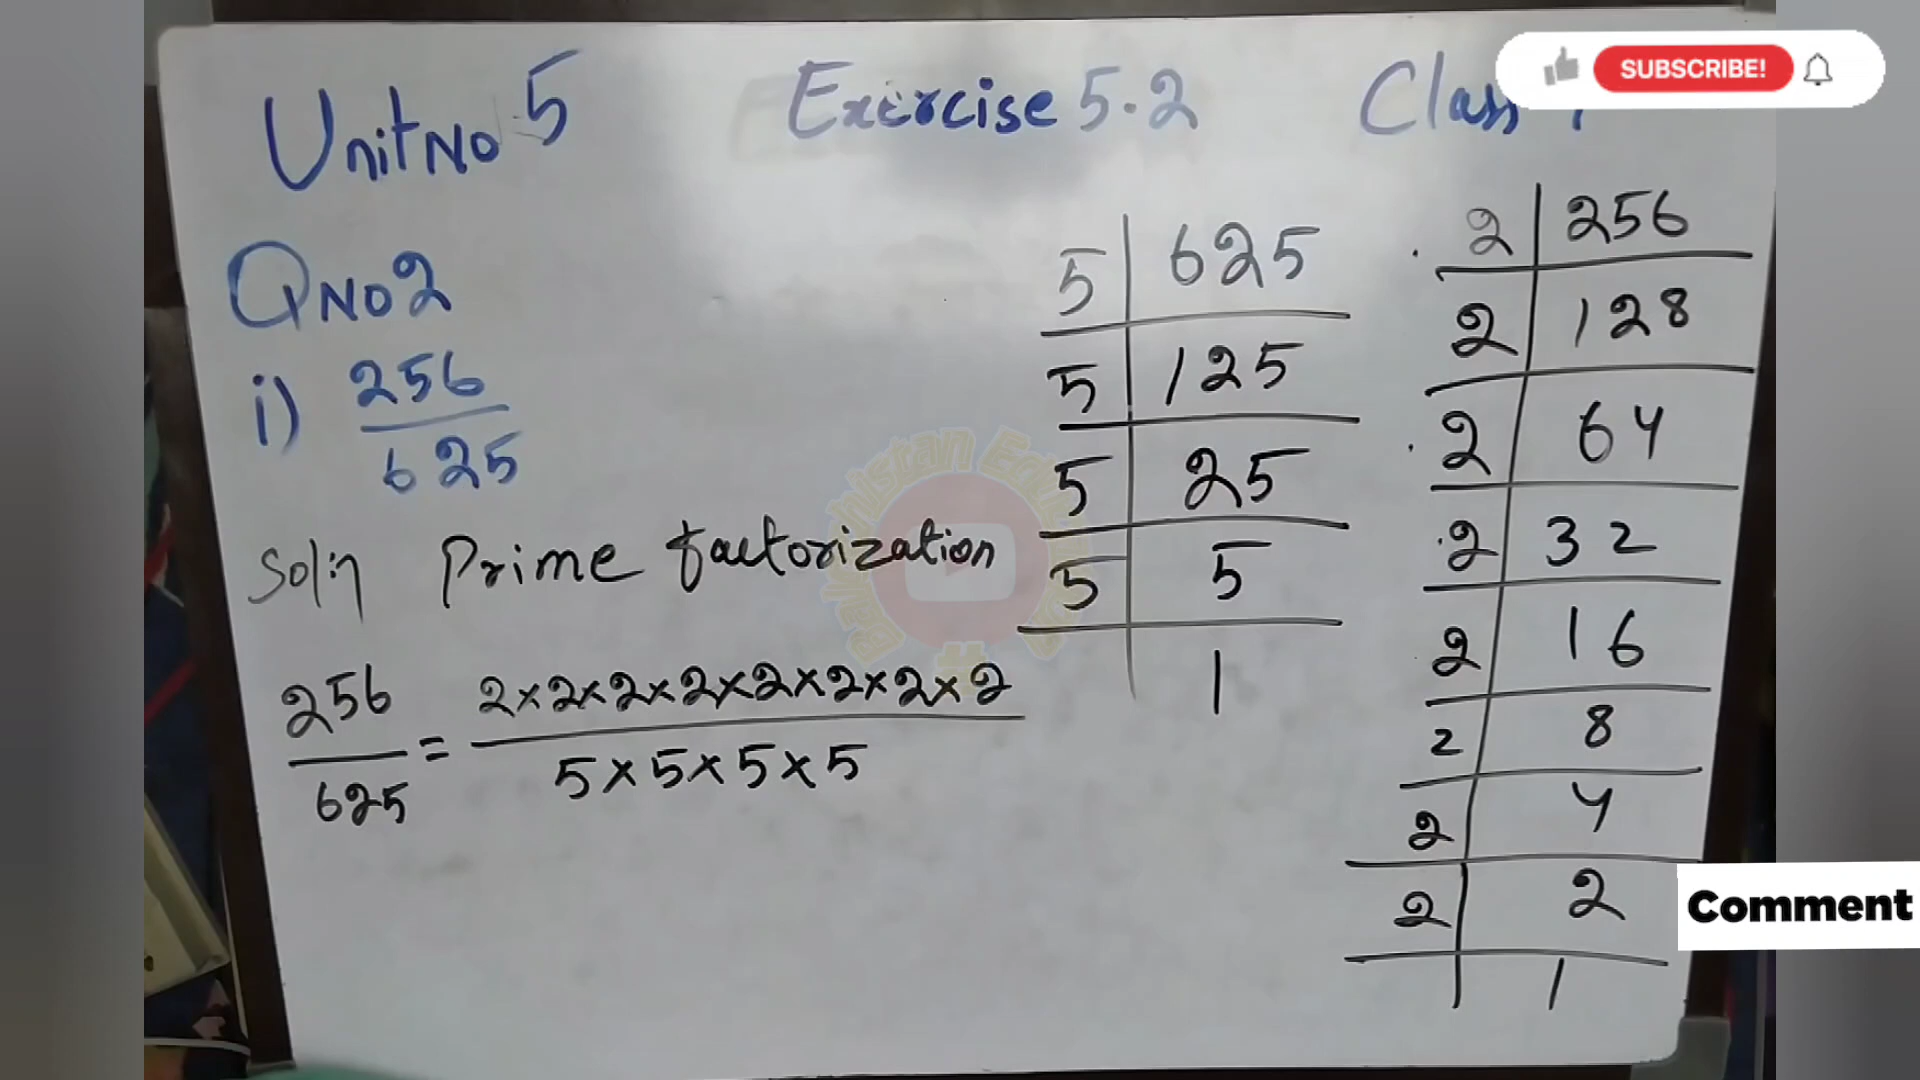 Unit No 5 Exercise 5.2 Class
SUBSCRIBE!
Q No 2
i) 256
625
Sol:n Prime factorization
256/625 = 2×2×2×2×2×2×2×2
5×5×5×5
5 | 625
5 | 125
5 | 25
5 | 5
1
2 | 256
2 | 128
2 | 64
2 | 32
2 | 16
2 | 8
2 | 4
2 | 2
1
Comment